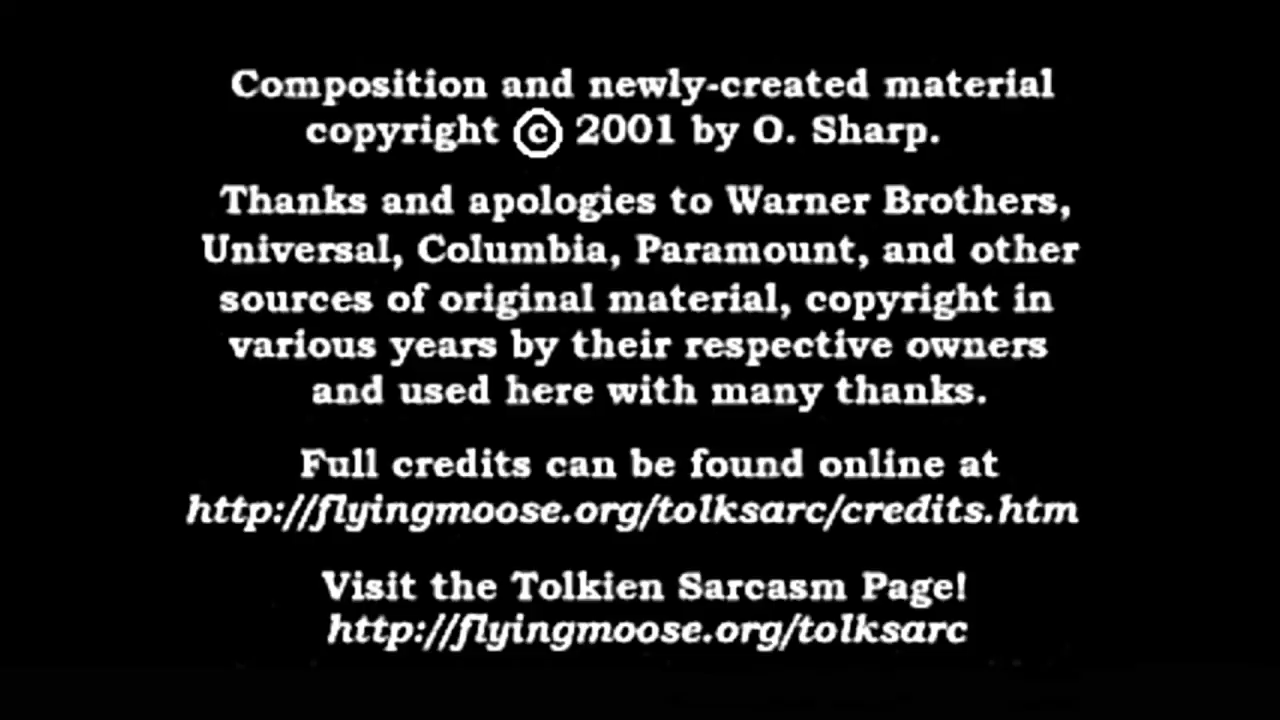 Composition and newly-created material
copyright © 2001 by O. Sharp.
Thanks and apologies to Warner Brothers,
Universal, Columbia, Paramount, and other
sources of original material, copyright in
various years by their respective owners
and used here with many thanks.
Full credits can be found online at
http://flyingmoose.org/tolksarc/credits.htm
Visit the Tolkien Sarcasm Page!
http://flyingmoose.org/tolksarc